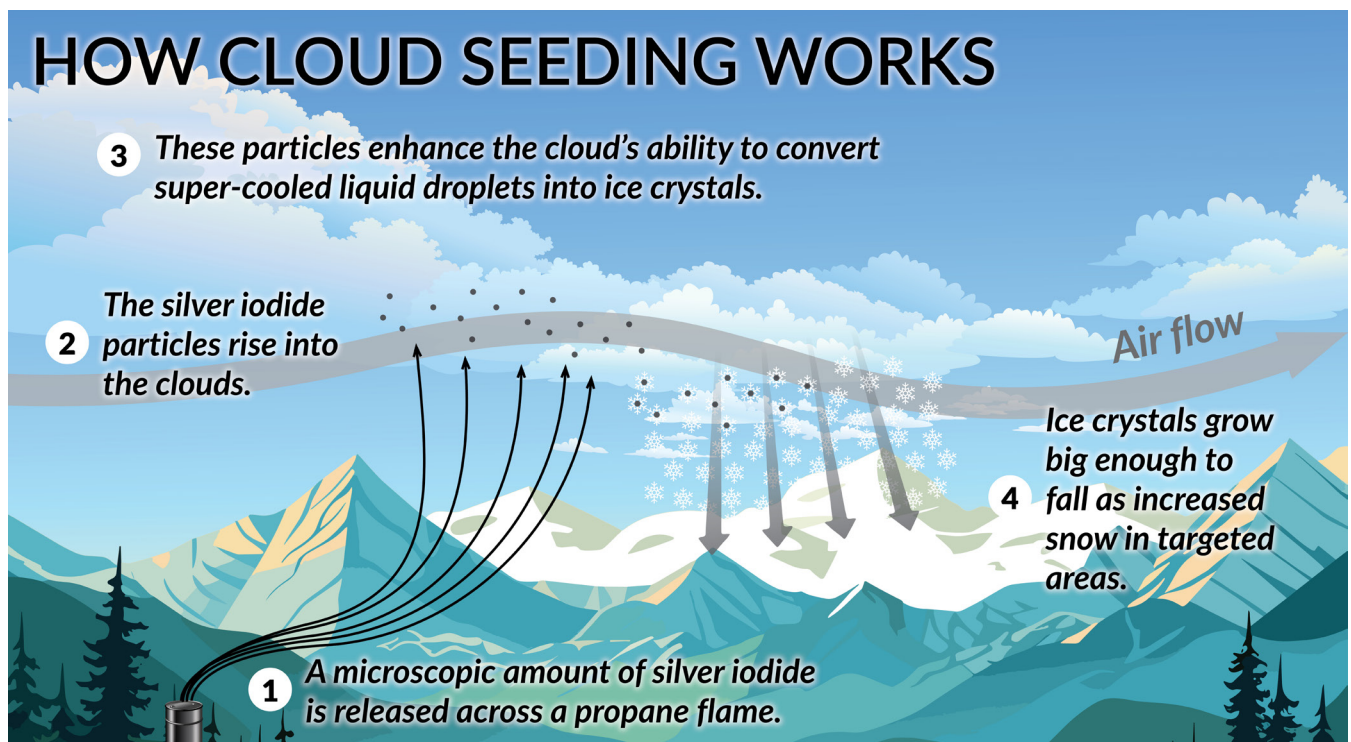 HOW CLOUD SEEDING WORKS
3 These particles enhance the cloud's ability to convert
super-cooled liquid droplets into ice crystals.
2 The silver iodide
particles rise into
the clouds.
Air flow
4 Ice crystals grow
big enough to
fall as increased
snow in targeted
areas.
1 A microscopic amount of silver iodide
is released across a propane flame.